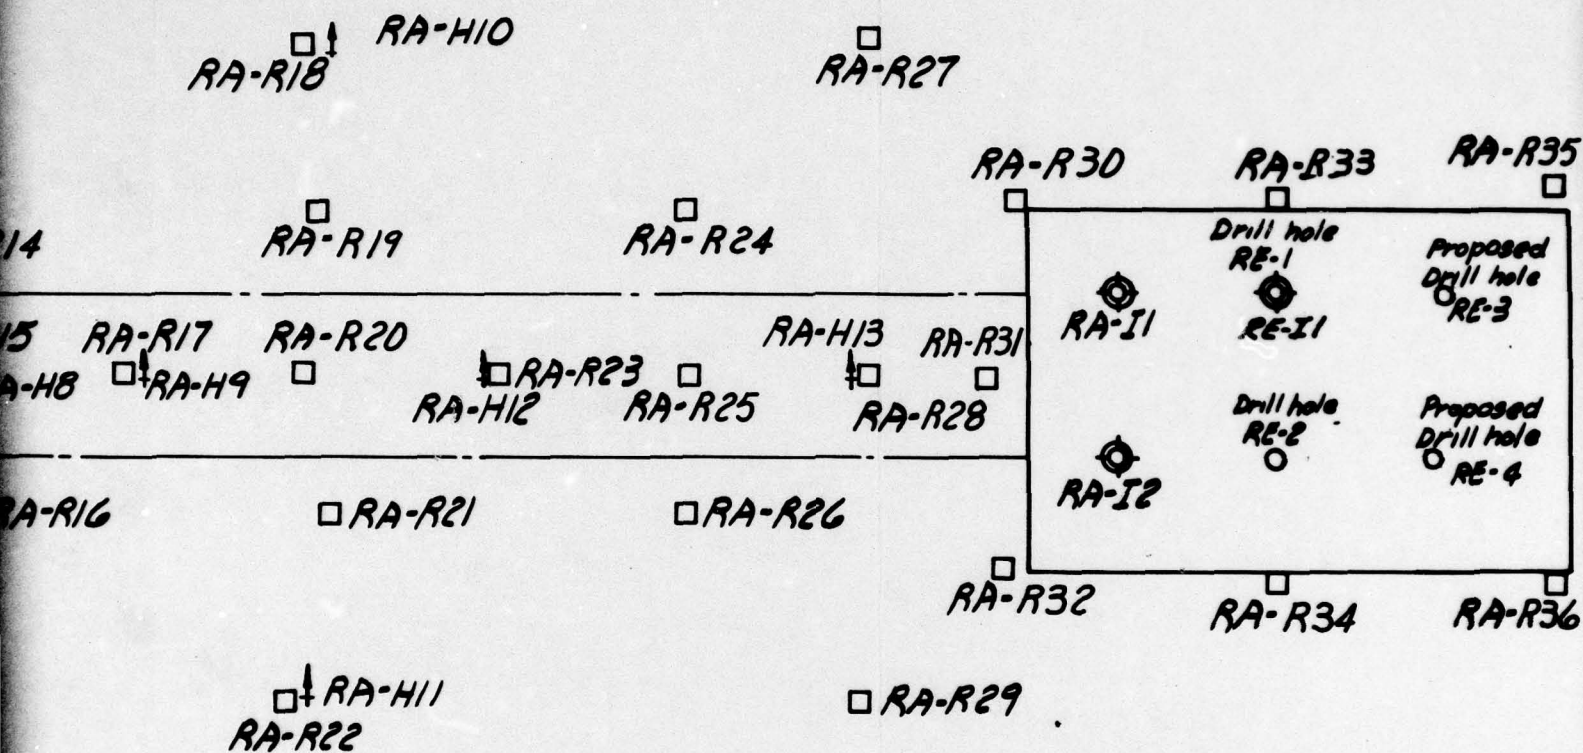 RA-H10
RA-R18
RA-R27
RA-R30
RA-R33
RA-R35
14
RA-R19
RA-R24
Drill hole
RE-1
Proposed
Drill hole
RE-3
RA-I1
RE-I1
15
RA-R17
RA-R20
RA-H13
RA-R31
A-H8
RA-H9
RA-R23
RA-H12
RA-R25
RA-R28
Drill hole
RE-2
Proposed
Drill hole
RE-4
RA-I2
RA-R16
RA-R21
RA-R26
RA-R32
RA-R34
RA-R36
RA-H11
RA-R22
RA-R29